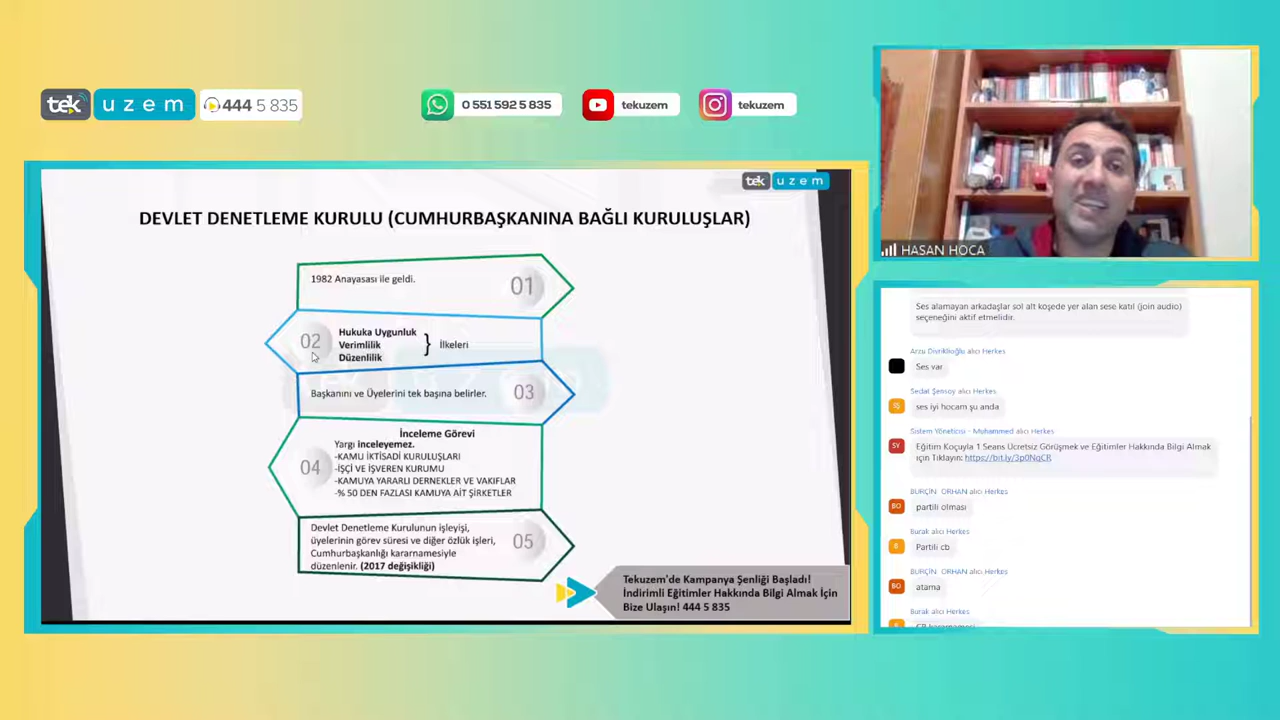 tek uzem 444 5 835
0 551 592 5 835
tekuzem
tekuzem
tek uzem
DEVLET DENETLEME KURULU (CUMHURBAŞKANINA BAĞLI KURULUŞLAR)
1982 Anayasası ile geldi.
01
02
Hukuka Uygunluk
Verimlilik
Düzenlilik
} İlkeleri
Başkanını ve Üyelerini tek başına belirler.
03
04
İnceleme Görevi
Yargı inceleyemez.
-KAMU İKTİSADİ KURULUŞLARI
-İŞÇİ VE İŞVEREN KURUMU
-KAMUYA YARARLI DERNEKLER VE VAKIFLAR
-% 50 DEN FAZLASI KAMUYA AİT ŞİRKETLER
Devlet Denetleme Kurulunun işleyişi,
üyelerinin görev süresi ve diğer özlük işleri,
Cumhurbaşkanlığı kararnamesiyle
düzenlenir. (2017 değişikliği)
05
Tekuzem'de Kampanya Şenliği Başladı!
İndirimli Eğitimler Hakkında Bilgi Almak İçin
Bize Ulaşın! 444 5 835
HASAN HOCA
Ses alamayan arkadaşlar sol alt koşede yer alan sese katıl (join audio)
seçeneğini aktif etmelidir.
Arzu Divriklioğlu alıcı Herkes
Ses var
Sedat Şensoy alıcı Herkes
SŞ
ses iyi hocam şu anda
Sistem Yöneticisi - Muhammed alıcı Herkes
SY
Eğitim Koçuyla 1 Seans Ücretsiz Görüşmek ve Eğitimler Hakkında Bilgi Almak
için Tıklayın: https://bit.ly/3p0NgCR
BURÇİN ORHAN alıcı Herkes
BO
partili olması
Burak alıcı Herkes
B
Partili cb
BURÇİN ORHAN alıcı Herkes
BO
atama
Burak alıcı Herkes